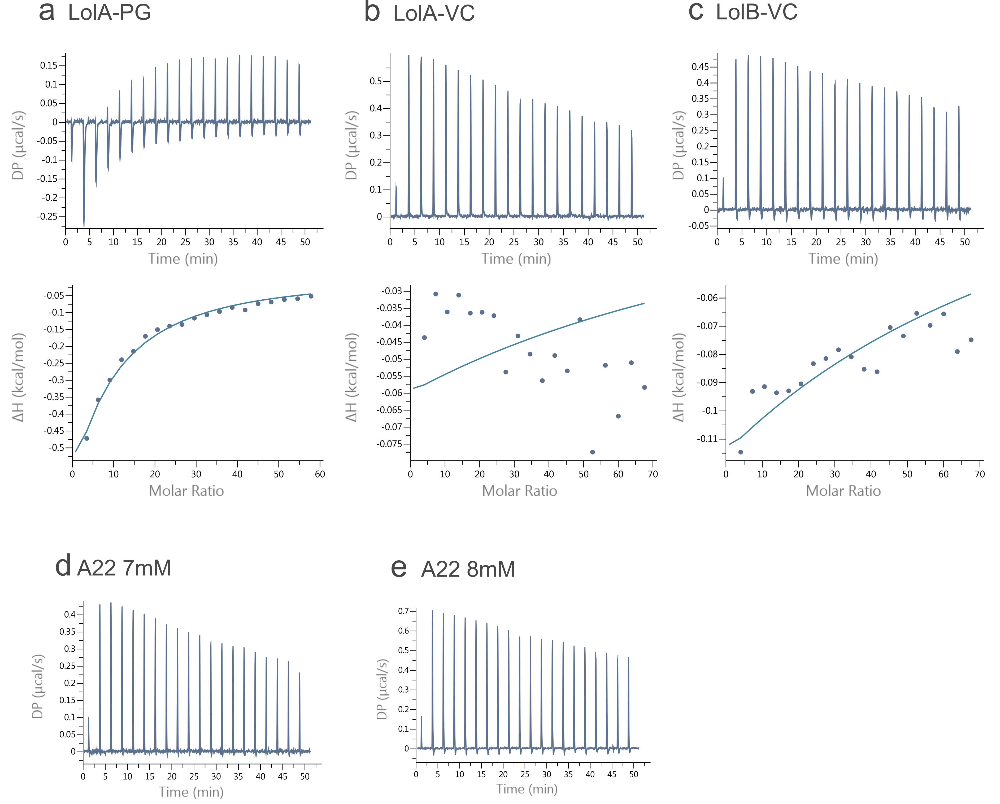 a LolA-PG
b LolA-VC
c LolB-VC
DP (µcal/s)
0.15
0.1
0.05
0
-0.05
-0.1
-0.15
-0.2
-0.25
0 5 10 15 20 25 30 35 40 45 50
Time (min)
DP (µcal/s)
0.5
0.4
0.3
0.2
0.1
0
0 5 10 15 20 25 30 35 40 45 50
Time (min)
DP (µcal/s)
0.45
0.4
0.35
0.3
0.25
0.2
0.15
0.1
0.05
0
-0.05
0 5 10 15 20 25 30 35 40 45 50
Time (min)
ΔH (kcal/mol)
-0.05
-0.1
-0.15
-0.2
-0.25
-0.3
-0.35
-0.4
-0.45
-0.5
0 10 20 30 40 50 60
Molar Ratio
ΔH (kcal/mol)
-0.03
-0.035
-0.04
-0.045
-0.05
-0.055
-0.06
-0.065
-0.07
-0.075
0 10 20 30 40 50 60 70
Molar Ratio
ΔH (kcal/mol)
-0.06
-0.07
-0.08
-0.09
-0.1
-0.11
0 10 20 30 40 50 60 70
Molar Ratio
d A22 7mM
e A22 8mM
DP (µcal/s)
0.4
0.35
0.3
0.25
0.2
0.15
0.1
0.05
0
0 5 10 15 20 25 30 35 40 45 50
Time (min)
DP (µcal/s)
0.7
0.6
0.5
0.4
0.3
0.2
0.1
0
0 5 10 15 20 25 30 35 40 45 50
Time (min)